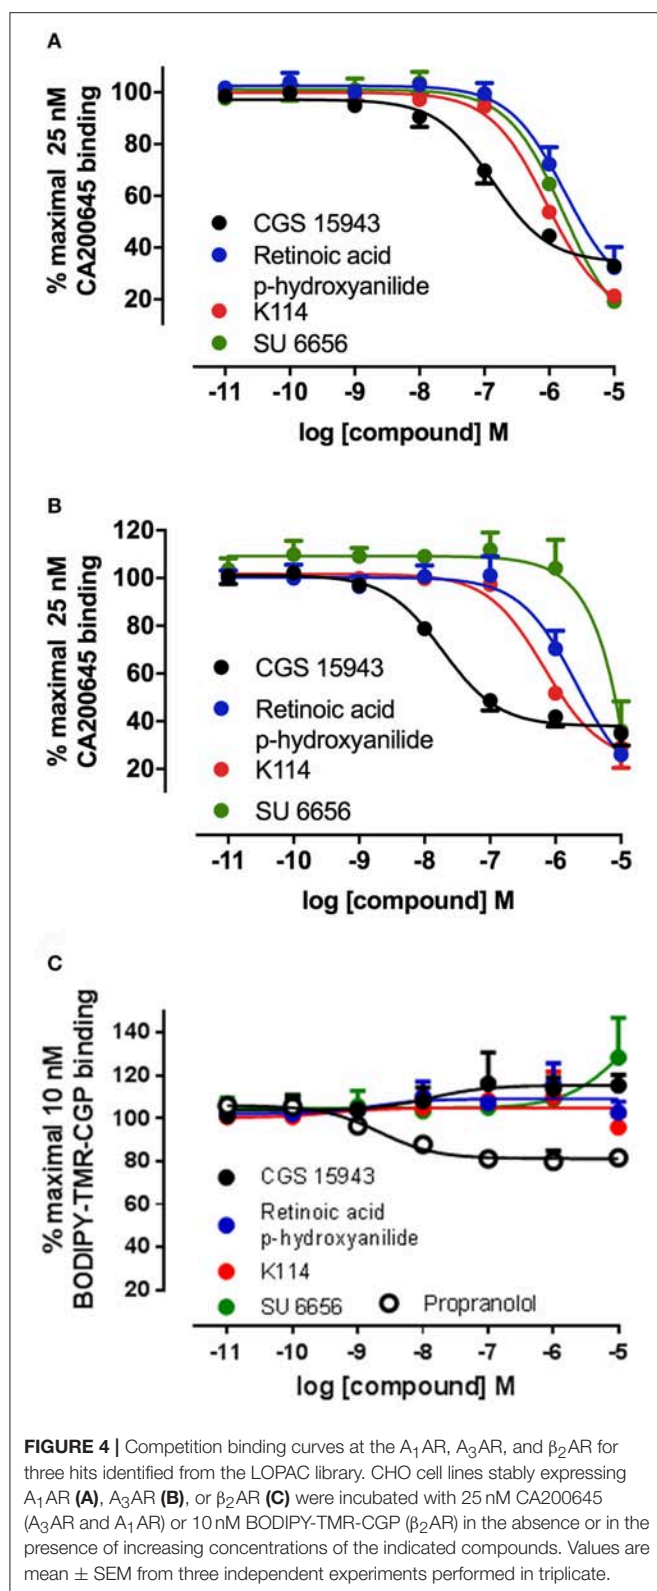 A
% maximal 25 nM
CA200645 binding
100
80
60
40
20
CGS 15943
Retinoic acid
p-hydroxyanilide
K114
SU 6656
-11 -10 -9 -8 -7 -6 -5
log [compound] M
B
% maximal 25 nM
CA200645 binding
120
100
80
60
40
20
CGS 15943
Retinoic acid
p-hydroxyanilide
K114
SU 6656
-11 -10 -9 -8 -7 -6 -5
log [compound] M
C
% maximal 10 nM
BODIPY-TMR-CGP binding
140
120
100
80
60
40
20
CGS 15943
Retinoic acid
p-hydroxyanilide
K114
SU 6656 Propranolol
-11 -10 -9 -8 -7 -6 -5
log [compound] M
FIGURE 4 | Competition binding curves at the A₁AR, A₃AR, and β₂AR for
three hits identified from the LOPAC library. CHO cell lines stably expressing
A₁AR (A), A₃AR (B), or β₂AR (C) were incubated with 25 nM CA200645
(A₃AR and A₁AR) or 10 nM BODIPY-TMR-CGP (β₂AR) in the absence or in the
presence of increasing concentrations of the indicated compounds. Values are
mean ± SEM from three independent experiments performed in triplicate.